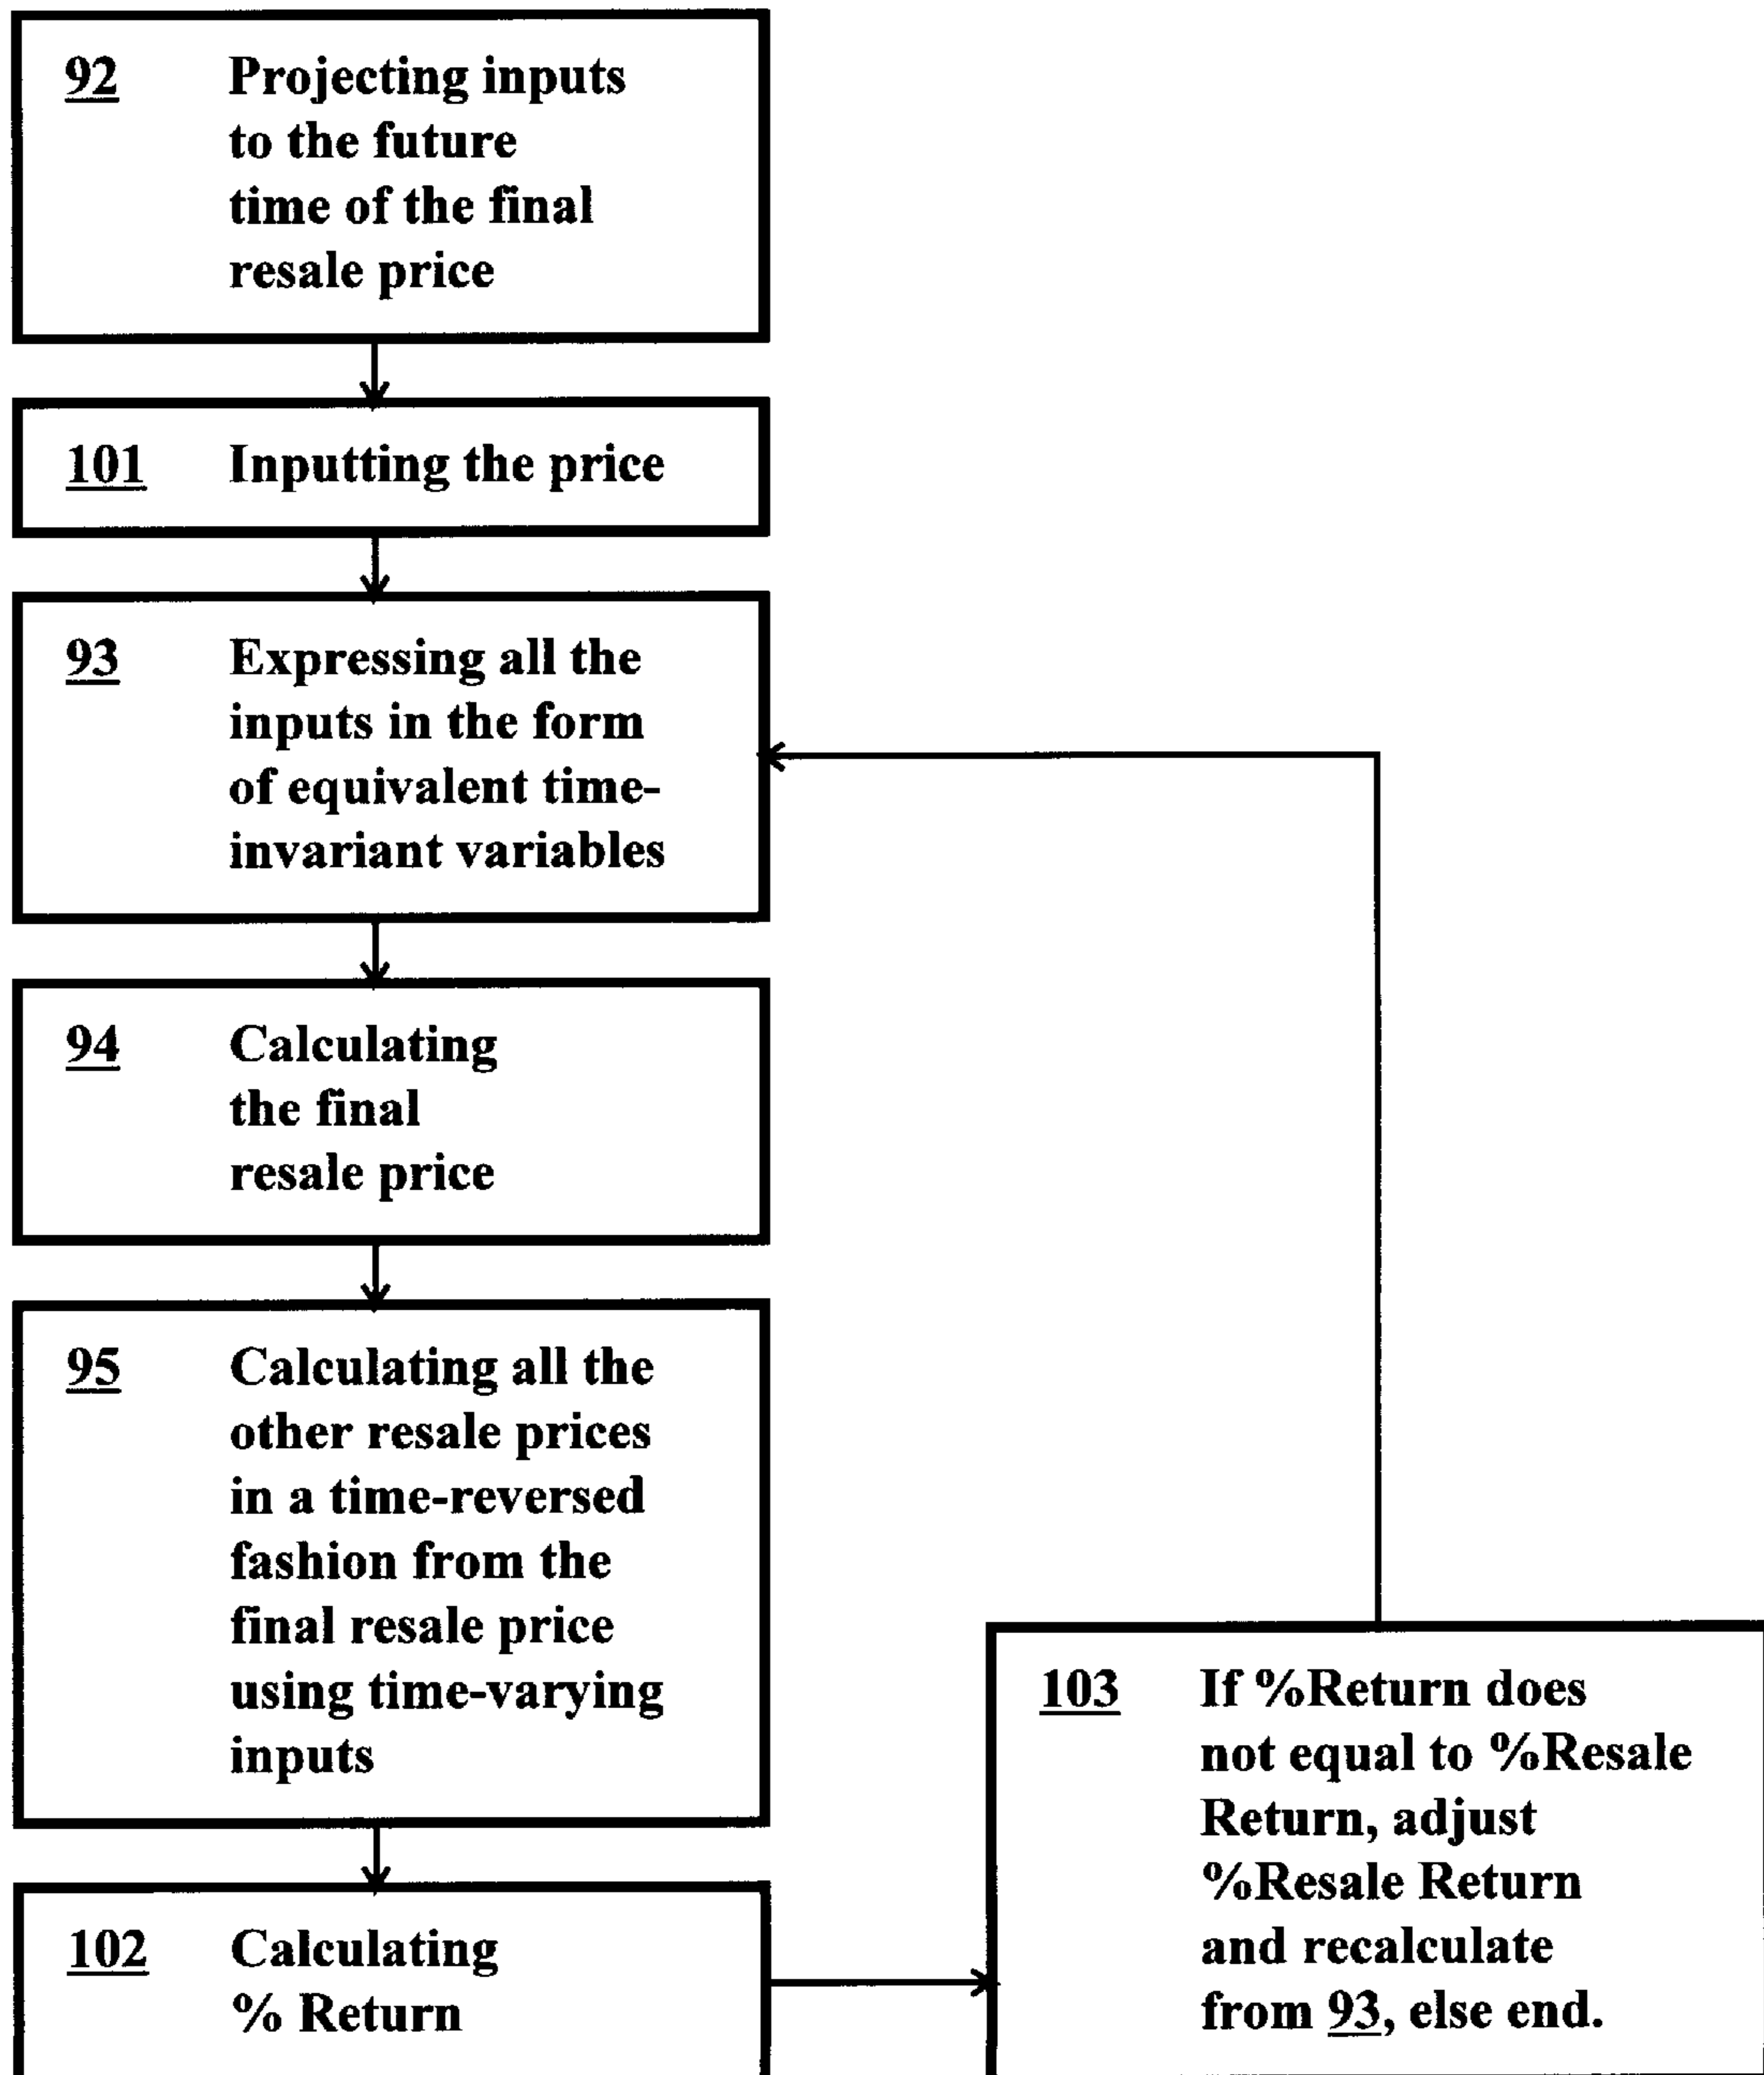 92 Projecting inputs
to the future
time of the final
resale price
101 Inputting the price
93 Expressing all the
inputs in the form
of equivalent time-
invariant variables
94 Calculating
the final
resale price
95 Calculating all the
other resale prices
in a time-reversed
fashion from the
final resale price
using time-varying
inputs
102 Calculating
% Return
103 If %Return does
not equal to %Resale
Return, adjust
%Resale Return
and recalculate
from 93, else end.